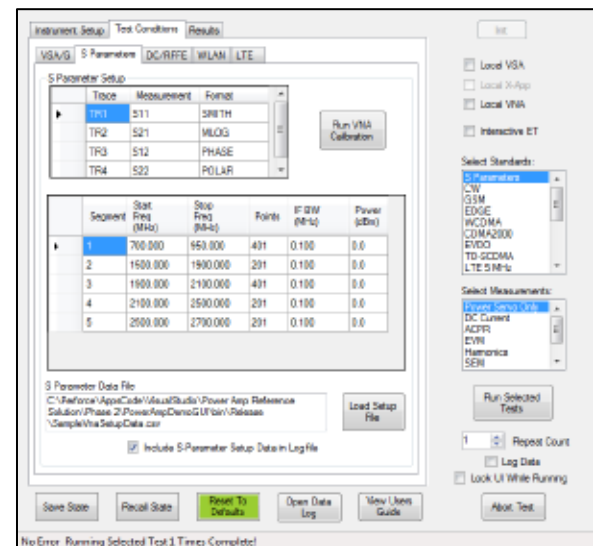 Instrument Setup Test Conditions Results
Init
VSA/G S Parameters DC/RFFE WLAN LTE
Local VSA
Local X-App
Local VNA
Interactive ET
S Parameter Setup
Trace Measurement Format
TR1 S11 SMITH
TR2 S21 MLOG
TR3 S12 PHASE
TR4 S22 POLAR
Run VNA
Calibration
Select Standards:
S Parameters
CW
GSM
EDGE
WCDMA
CDMA2000
EVDO
TD-SCDMA
LTE 5 MHz
Segment Start Freq (MHz) Stop Freq (MHz) Points IF BW (MHz) Power (dBm)
1 700.000 950.000 401 0.100 0.0
2 1500.000 1900.000 201 0.100 0.0
3 1900.000 2100.000 401 0.100 0.0
4 2100.000 2500.000 201 0.100 0.0
5 2500.000 2700.000 201 0.100 0.0
Select Measurements:
Power Servo Only
DC Current
ACPR
EVM
Harmonics
SEM
S Parameter Data File
C:\Perforce\AppsCode\VisualStudio\Power Amp Reference
Solution\Phase 2\PowerAmpDemoGUI\bin\Release
\SampleVnaSetupData.csv
Load Setup
File
Include S-Parameter Setup Data in Log file
Run Selected
Tests
1 Repeat Count
Log Data
Lock UI While Running
Save State
Recall State
Reset To
Defaults
Open Data
Log
View Users
Guide
Abort Test
No Error Running Selected Test 1 Times Complete!